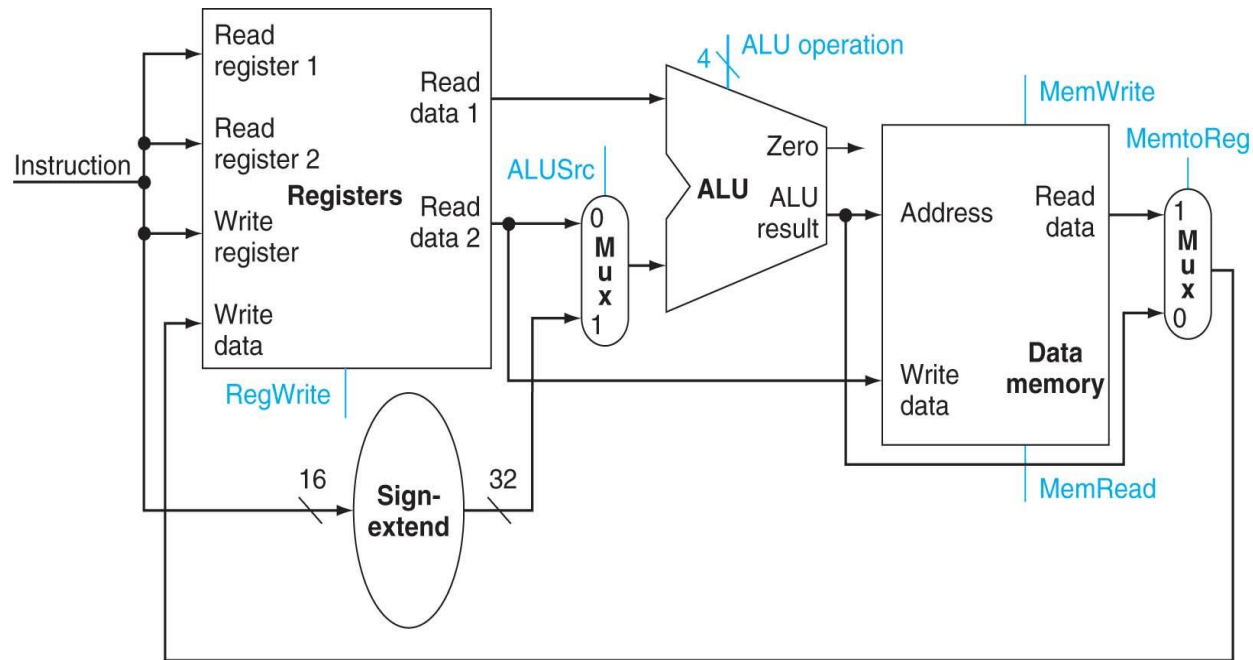 Instruction
Read
register 1
Read
register 2
Write
register
Write
data
Registers
Read
data 1
Read
data 2
RegWrite
16
Sign-
extend
32
ALUSrc
0
M
u
x
1
4
ALU operation
Zero
ALU
ALU
result
MemWrite
Address
Read
data
Write
data
Data
memory
MemRead
MemtoReg
1
M
u
x
0